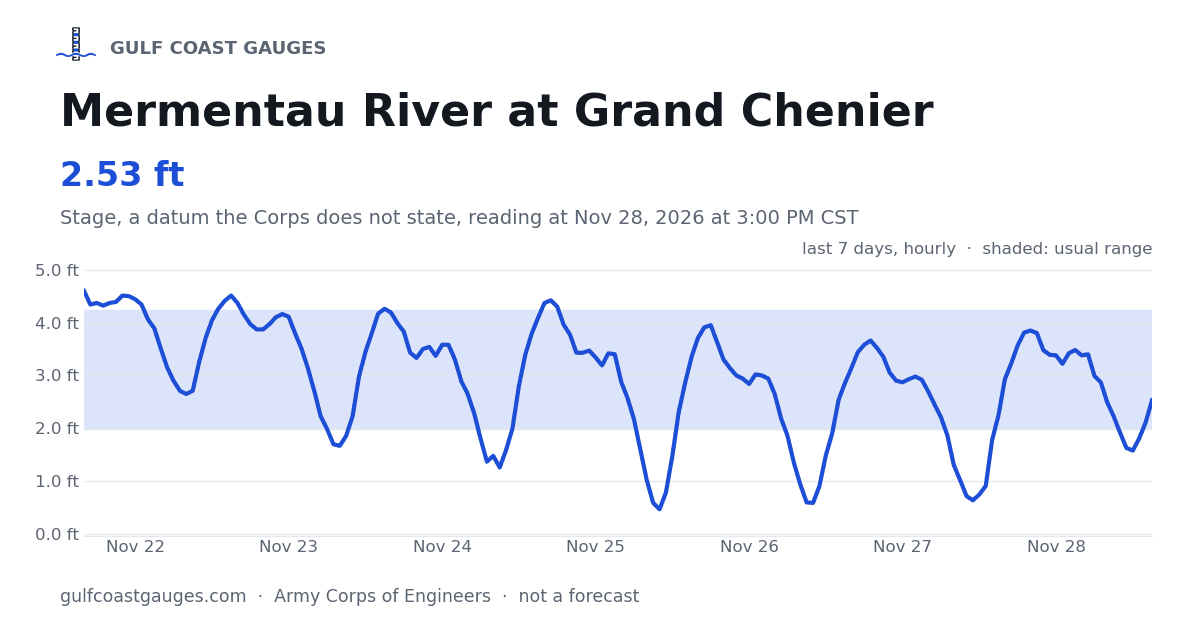 GULF COAST GAUGES
Mermentau River at Grand Chenier
2.53 ft
Stage, a datum the Corps does not state, reading at Nov 28, 2026 at 3:00 PM CST
last 7 days, hourly · shaded: usual range
5.0 ft
4.0 ft
3.0 ft
2.0 ft
1.0 ft
0.0 ft
Nov 22 Nov 23 Nov 24 Nov 25 Nov 26 Nov 27 Nov 28
gulfcoastgauges.com · Army Corps of Engineers · not a forecast